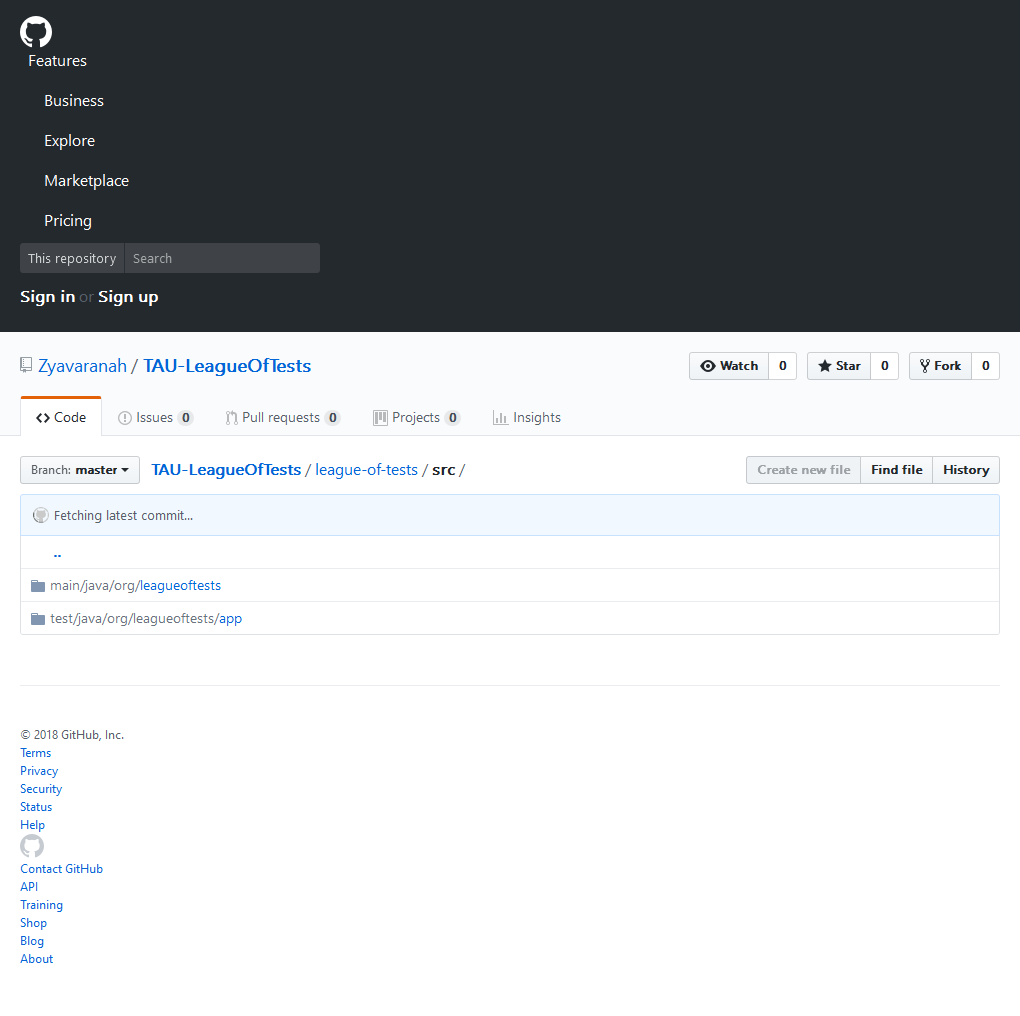 Features
Business
Explore
Marketplace
Pricing
This repository Search
Sign in or Sign up
Zyavaranah / TAU-LeagueOfTests
Watch 0 Star 0 Fork 0
Code Issues 0 Pull requests 0 Projects 0 Insights
Branch: master TAU-LeagueOfTests / league-of-tests / src /
Create new file Find file History
Fetching latest commit...
..
main/java/org/leagueoftests
test/java/org/leagueoftests/app
© 2018 GitHub, Inc.
Terms
Privacy
Security
Status
Help
Contact GitHub
API
Training
Shop
Blog
About